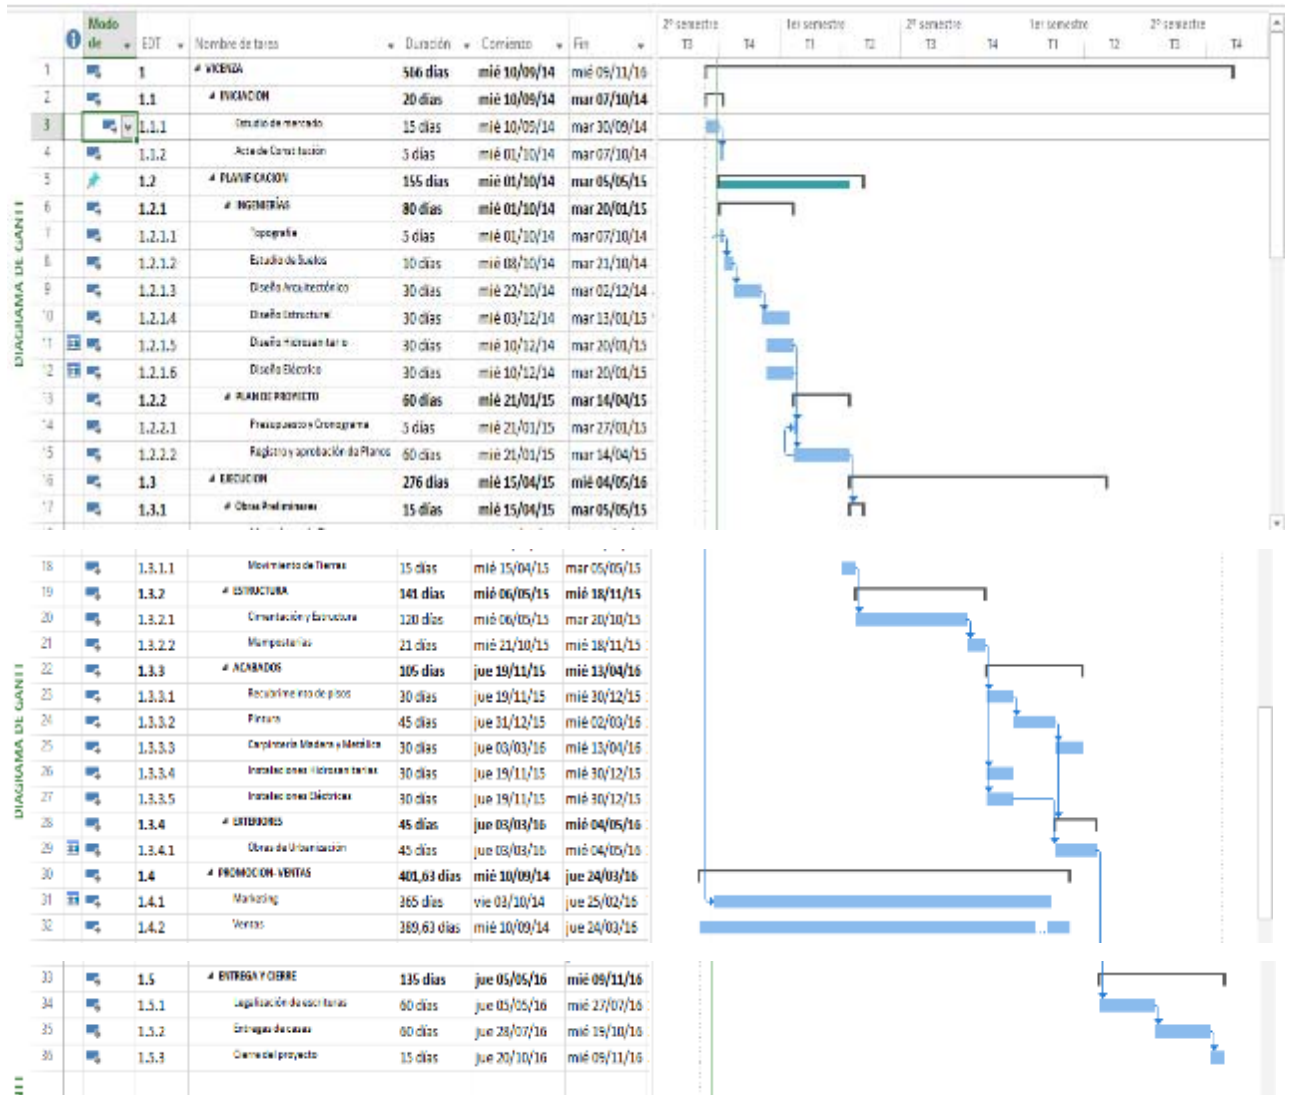 2º semestre 1er semestre 2º semestre 1er semestre 2º semestre
Modo de EDT Nombre de tarea Duración Comienzo Fin T3 T4 T1 T2 T3 T4 T1 T2 T3 T4
1 1 VICENZA 566 días mié 10/09/14 mié 09/11/16
2 1.1 INICIACION 20 días mié 10/09/14 mar 07/10/14
3 1.1.1 Estudio de mercado 15 días mié 10/09/14 mar 30/09/14
4 1.1.2 Acta de Constitución 5 días mié 01/10/14 mar 07/10/14
5 1.2 PLANIFICACION 155 días mié 01/10/14 mar 05/05/15
6 1.2.1 INGENIERÍAS 80 días mié 01/10/14 mar 20/01/15
7 1.2.1.1 Topografía 5 días mié 01/10/14 mar 07/10/14
8 1.2.1.2 Estudio de Suelos 10 días mié 08/10/14 mar 21/10/14
9 1.2.1.3 Diseño Arquitectónico 30 días mié 22/10/14 mar 02/12/14
10 1.2.1.4 Diseño Estructural 30 días mié 03/12/14 mar 13/01/15
11 1.2.1.5 Diseño Hidrosanitario 30 días mié 10/12/14 mar 20/01/15
12 1.2.1.6 Diseño Eléctrico 30 días mié 10/12/14 mar 20/01/15
13 1.2.2 PLAN DE PROYECTO 60 días mié 21/01/15 mar 14/04/15
14 1.2.2.1 Presupuesto y Cronograma 5 días mié 21/01/15 mar 27/01/15
15 1.2.2.2 Registro y aprobación de Planos 60 días mié 21/01/15 mar 14/04/15
16 1.3 EJECUCION 276 días mié 15/04/15 mié 04/05/16
17 1.3.1 Obras Preliminares 15 días mié 15/04/15 mar 05/05/15
DIAGRAMA DE GANTT
18 1.3.1.1 Movimiento de Tierras 15 días mié 15/04/15 mar 05/05/15
19 1.3.2 ESTRUCTURA 141 días mié 06/05/15 mié 18/11/15
20 1.3.2.1 Cimentación y Estructura 120 días mié 06/05/15 mar 20/10/15
21 1.3.2.2 Mamposterías 21 días mié 21/10/15 mié 18/11/15
22 1.3.3 ACABADOS 105 días jue 19/11/15 mié 13/04/16
23 1.3.3.1 Recubrimiento de pisos 30 días jue 19/11/15 mié 30/12/15
24 1.3.3.2 Pintura 45 días jue 31/12/15 mié 02/03/16
25 1.3.3.3 Carpintería Madera y Metálica 30 días jue 03/03/16 mié 13/04/16
26 1.3.3.4 Instalaciones Hidrosanitarias 30 días jue 19/11/15 mié 30/12/15
27 1.3.3.5 Instalaciones Eléctricas 30 días jue 19/11/15 mié 30/12/15
28 1.3.4 EXTERIORES 45 días jue 03/03/16 mié 04/05/16
29 1.3.4.1 Obras de Urbanización 45 días jue 03/03/16 mié 04/05/16
30 1.4 PROMOCION-VENTAS 401,63 días mié 10/09/14 jue 24/03/16
31 1.4.1 Marketing 365 días vie 03/10/14 jue 25/02/16
32 1.4.2 Ventas 389,63 días mié 10/09/14 jue 24/03/16
DIAGRAMA DE GANTT
33 1.5 ENTREGA Y CIERRE 135 días jue 05/05/16 mié 09/11/16
34 1.5.1 Legalización de escrituras 60 días jue 05/05/16 mié 27/07/16
35 1.5.2 Entregas de casas 60 días jue 28/07/16 mié 19/10/16
36 1.5.3 Cierre del proyecto 15 días jue 20/10/16 mié 09/11/16